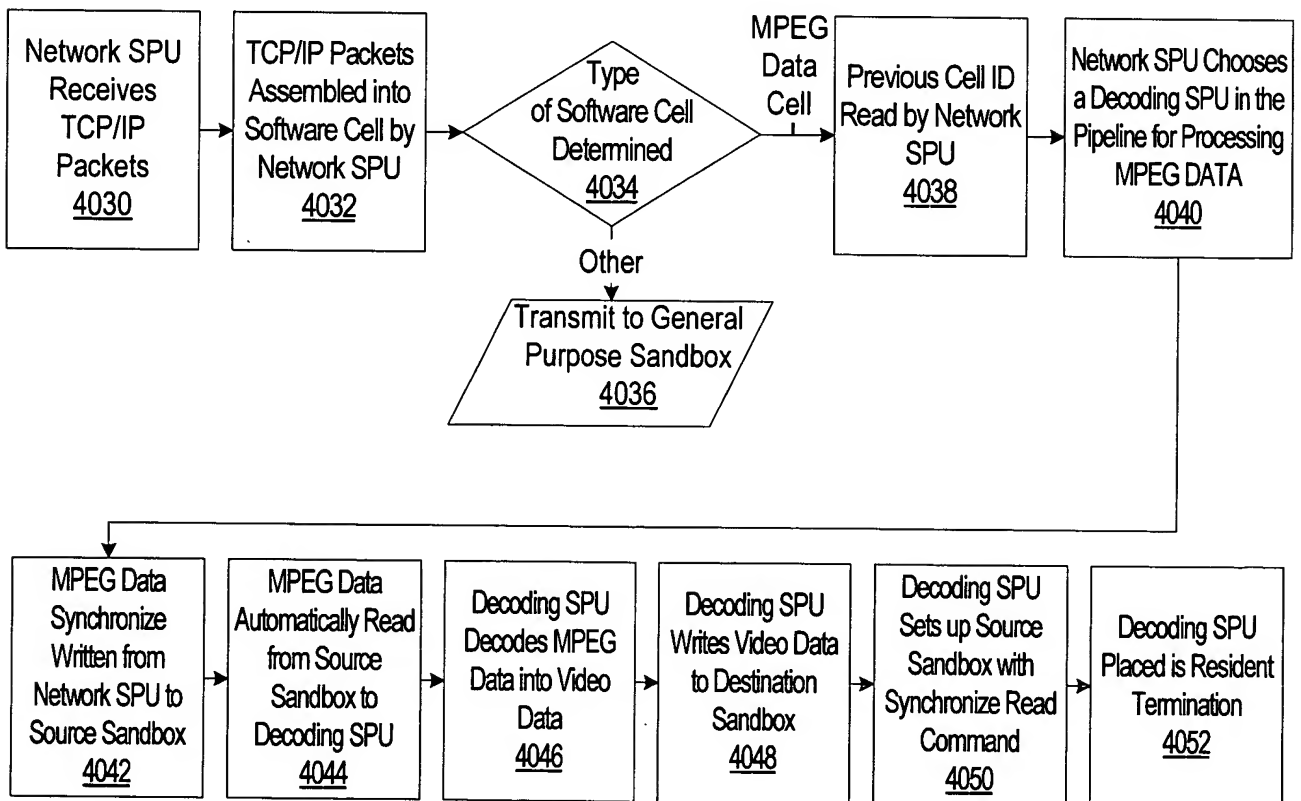 Network SPU
Receives
TCP/IP
Packets
4030
TCP/IP Packets
Assembled into
Software Cell by
Network SPU
4032
Type
of Software Cell
Determined
4034
MPEG
Data
Cell
Previous Cell ID
Read by Network
SPU
4038
Network SPU Chooses
a Decoding SPU in the
Pipeline for Processing
MPEG DATA
4040
Other
Transmit to General
Purpose Sandbox
4036
MPEG Data
Synchronize
Written from
Network SPU to
Source Sandbox
4042
MPEG Data
Automatically Read
from Source
Sandbox to
Decoding SPU
4044
Decoding SPU
Decodes MPEG
Data into Video
Data
4046
Decoding SPU
Writes Video Data
to Destination
Sandbox
4048
Decoding SPU
Sets up Source
Sandbox with
Synchronize Read
Command
4050
Decoding SPU
Placed is Resident
Termination
4052